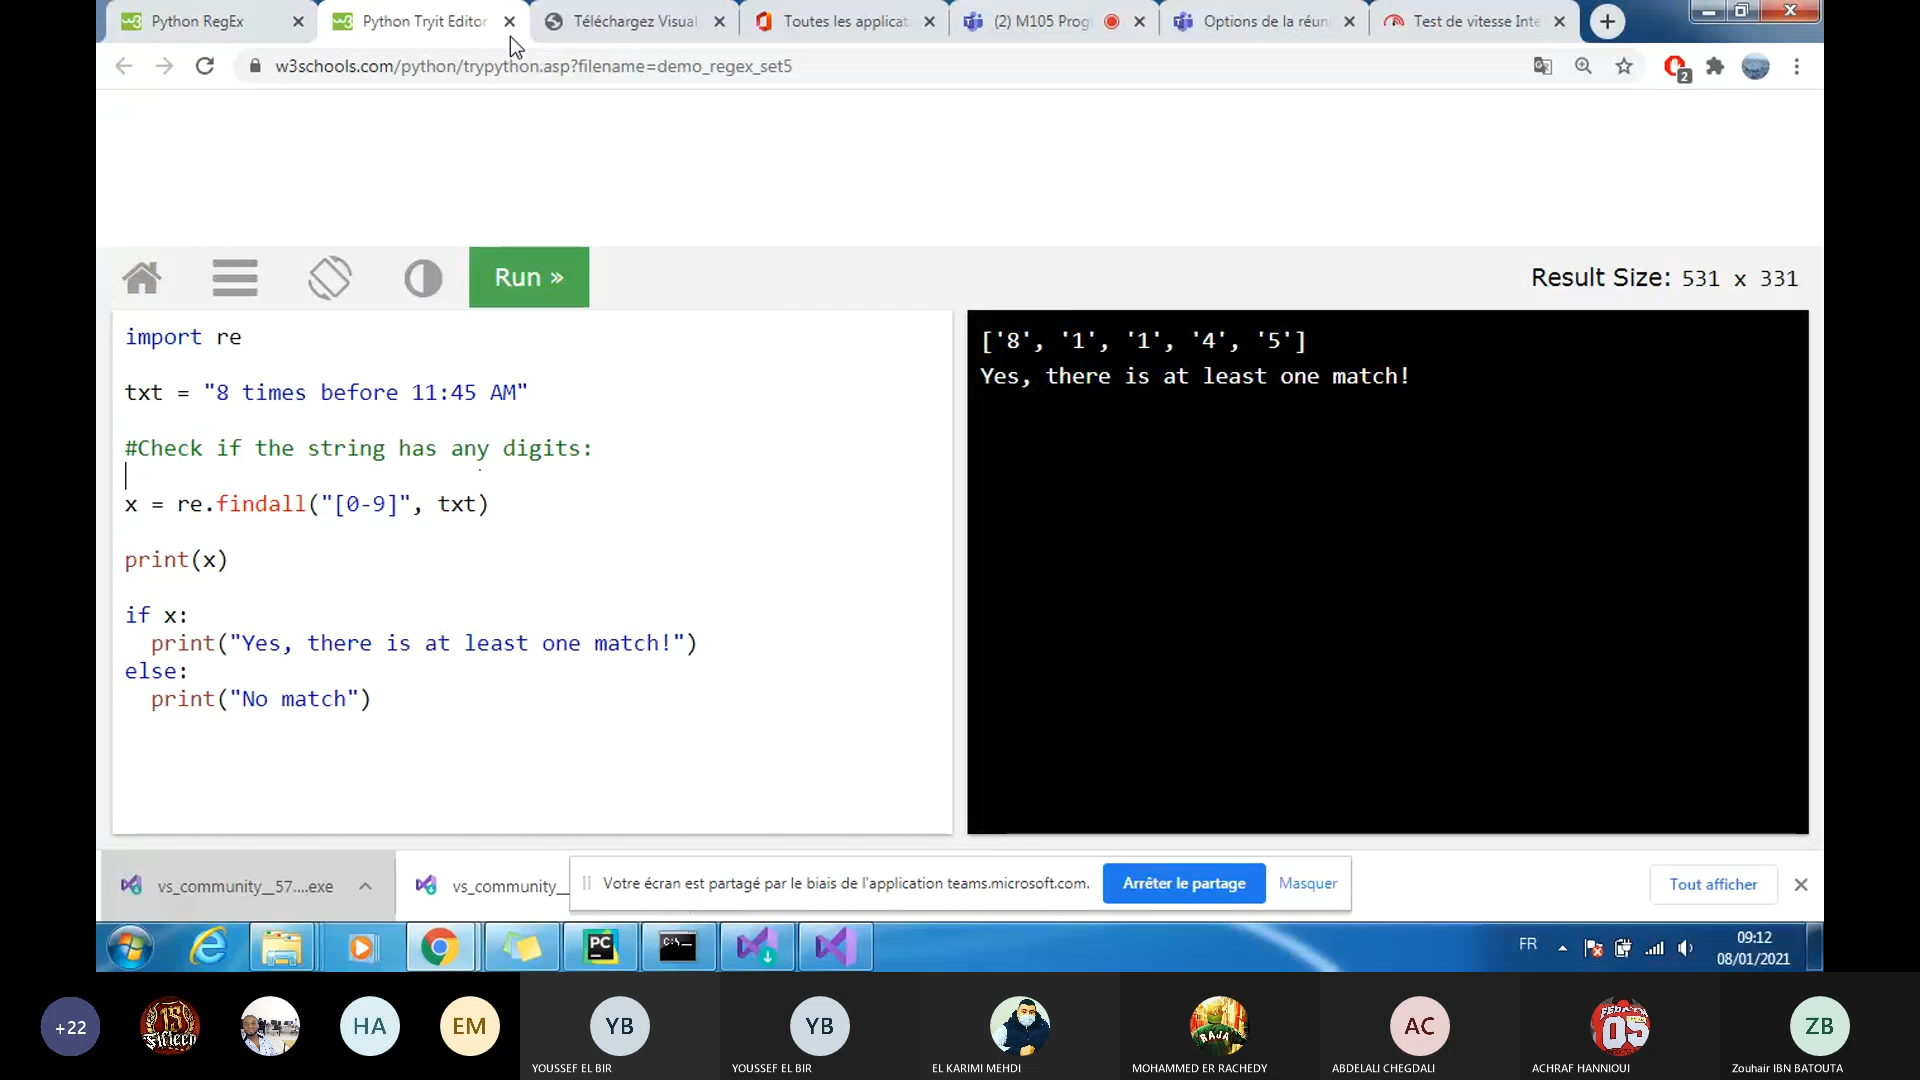 Python RegEx
Python Tryit Editor
Téléchargez Visual
Toutes les applicat
(2) M105 Prog
Options de la réun
Test de vitesse Inte
w3schools.com/python/trypython.asp?filename=demo_regex_set5
2
Run »
Result Size: 531 x 331
import re
txt = "8 times before 11:45 AM"
#Check if the string has any digits:
x = re.findall("[0-9]", txt)
print(x)
if x:
print("Yes, there is at least one match!")
else:
print("No match")
['8', '1', '1', '4', '5']
Yes, there is at least one match!
vs_community__57....exe
vs_community_
Votre écran est partagé par le biais de l'application teams.microsoft.com.
Arrêter le partage
Masquer
Tout afficher
PC
C:\_
FR
09:12
08/01/2021
+22
15
Fifteen
HA
EM
YB
YOUSSEF EL BIR
YB
YOUSSEF EL BIR
EL KARIMI MEHDI
RAJA
MOHAMMED ER RACHEDY
AC
ABDELALI CHEGDALI
05
ACHRAF HANNIOUI
ZB
Zouhair IBN BATOUTA